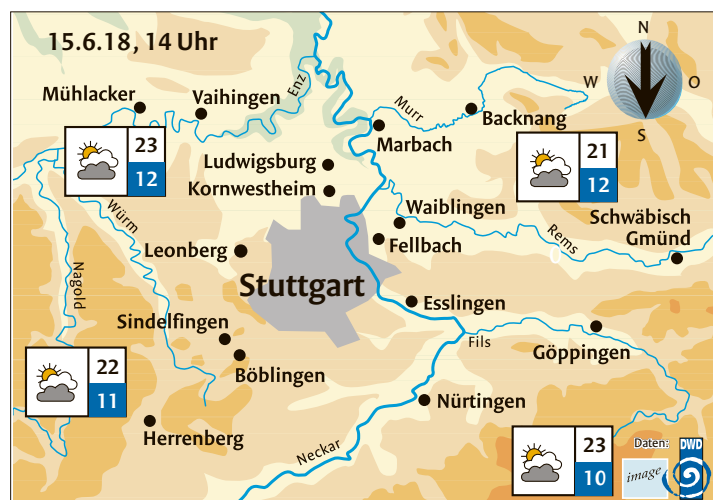 15.6.18, 14 Uhr
N
W
O
S
Enz
Mühlacker
Vaihingen
Murr
Backnang
Marbach
23
12
21
12
Ludwigsburg
Kornwestheim
Würm
Waiblingen
Rems
Schwäbisch
Gmünd
Leonberg
Fellbach
0
Nagold
Stuttgart
Esslingen
Sindelfingen
Fils
Göppingen
22
11
Böblingen
Nürtingen
Herrenberg
Neckar
23
10
Daten:
DWD
image